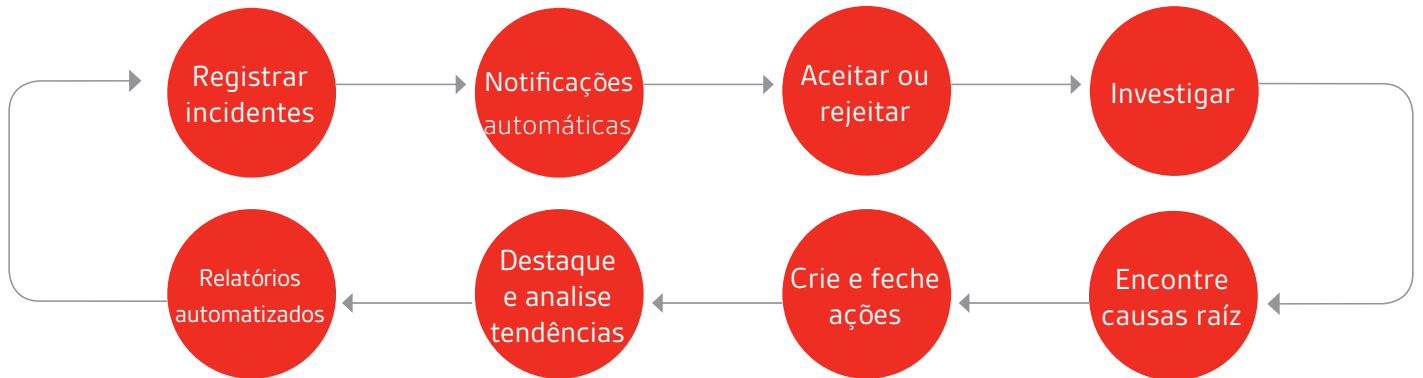 Registrar
incidentes
Notificações
automáticas
Aceitar ou
rejeitar
Investigar
Encontre
causas raíz
Crie e feche
ações
Destaque
e analise
tendências
Relatórios
automatizados